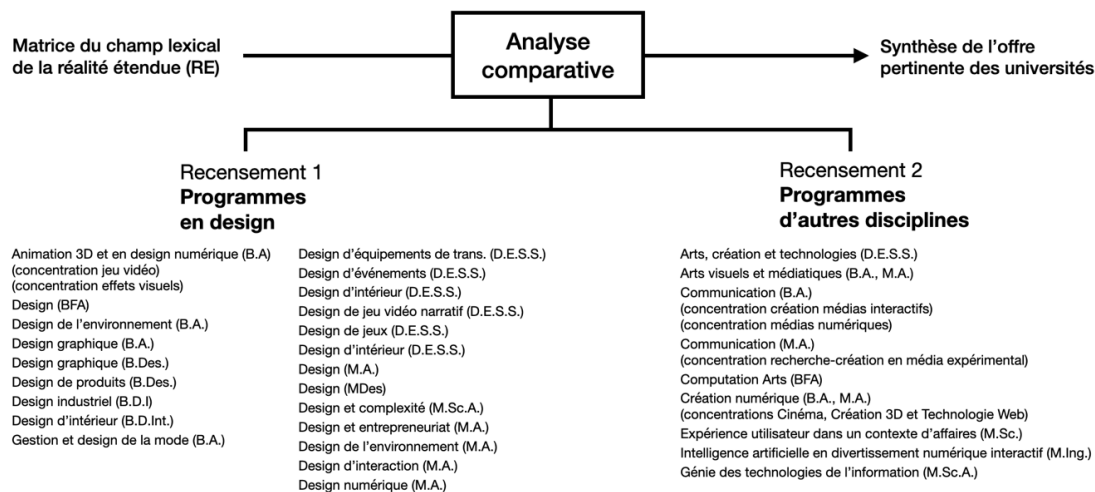 Matrice du champ lexical
de la réalité étendue (RE)
Analyse
comparative
Synthèse de l'offre
pertinente des universités
Recensement 1
Programmes
en design
Animation 3D et en design numérique (B.A)
(concentration jeu vidéo)
(concentration effets visuels)
Design (BFA)
Design de l'environnement (B.A.)
Design graphique (B.A.)
Design graphique (B.Des.)
Design de produits (B.Des.)
Design industriel (B.D.I)
Design d'intérieur (B.D.Int.)
Gestion et design de la mode (B.A.)
Design d'équipements de trans. (D.E.S.S.)
Design d'événements (D.E.S.S.)
Design d'intérieur (D.E.S.S.)
Design de jeu vidéo narratif (D.E.S.S.)
Design de jeux (D.E.S.S.)
Design d'intérieur (D.E.S.S.)
Design (M.A.)
Design (MDes)
Design et complexité (M.Sc.A.)
Design et entrepreneuriat (M.A.)
Design de l'environnement (M.A.)
Design d'interaction (M.A.)
Design numérique (M.A.)
Recensement 2
Programmes
d'autres disciplines
Arts, création et technologies (D.E.S.S.)
Arts visuels et médiatiques (B.A., M.A.)
Communication (B.A.)
(concentration création médias interactifs)
(concentration médias numériques)
Communication (M.A.)
(concentration recherche-création en média expérimental)
Computation Arts (BFA)
Création numérique (B.A., M.A.)
(concentrations Cinéma, Création 3D et Technologie Web)
Expérience utilisateur dans un contexte d'affaires (M.Sc.)
Intelligence artificielle en divertissement numérique interactif (M.Ing.)
Génie des technologies de l'information (M.Sc.A.)